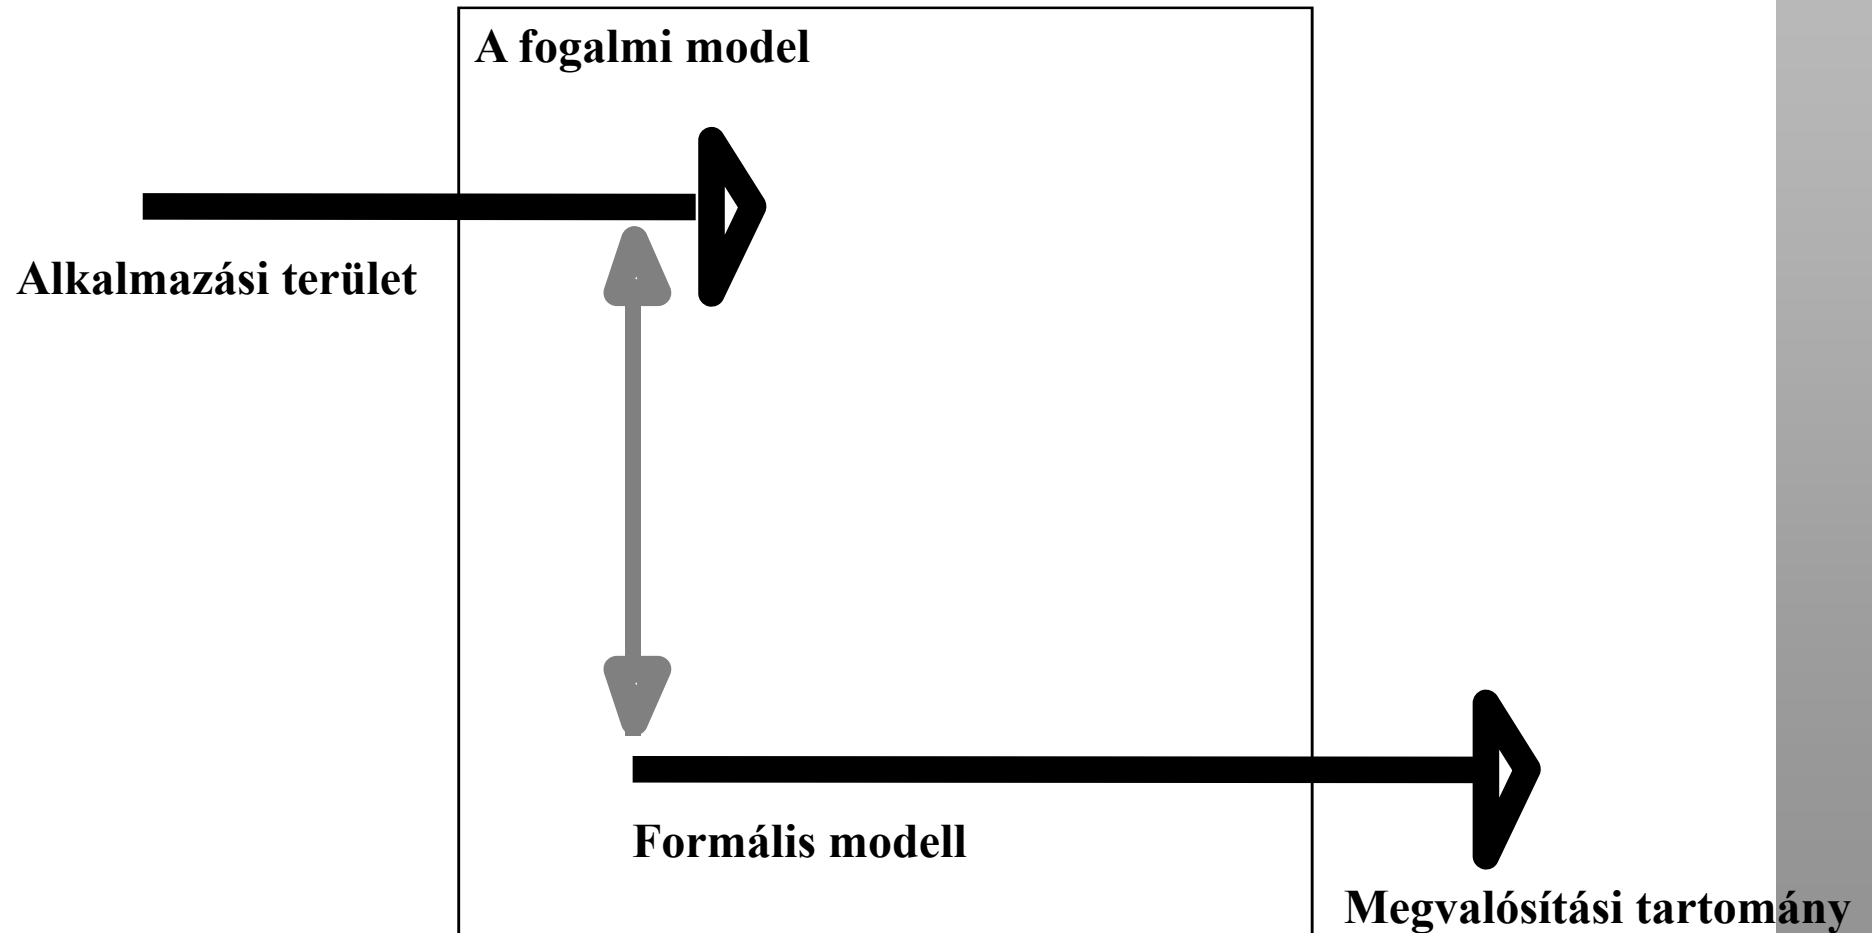 A fogalmi model
Alkalmazási terület
Formális modell
Megvalósítási tartomány